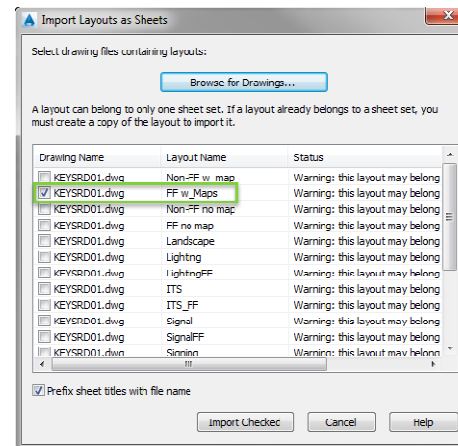 Import Layouts as Sheets
Select drawing files containing layouts:
Browse for Drawings...
A layout can belong to only one sheet set. If a layout already belongs to a sheet set, you
must create a copy of the layout to import it.
Drawing Name Layout Name Status
KEYSRD01.dwg Non-FF w_map Warning: this layout may belong
KEYSRD01.dwg FF w_Maps Warning: this layout may belong
KEYSRD01.dwg Non-FF no map Warning: this layout may belong
KEYSRD01.dwg FF no map Warning: this layout may belong
KEYSRD01.dwg Landscape Warning: this layout may belong
KEYSRD01.dwg Lighting Warning: this layout may belong
KEYSRD01.dwg LightingFF Warning: this layout may belong
KEYSRD01.dwg ITS Warning: this layout may belong
KEYSRD01.dwg ITS_FF Warning: this layout may belong
KEYSRD01.dwg Signal Warning: this layout may belong
KEYSRD01.dwg SignalFF Warning: this layout may belong
KEYSRD01.dwg Signing Warning: this layout may belong
Prefix sheet titles with file name
Import Checked Cancel Help